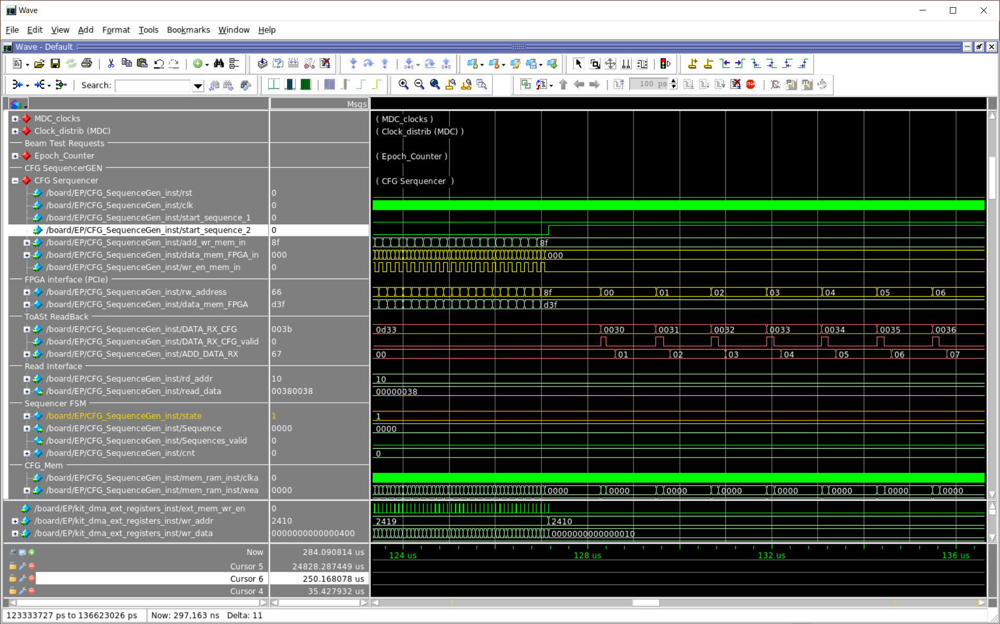 Wave
File Edit View Add Format Tools Bookmarks Window Help
Wave - Default
Search:
100 ps
Msgs
MDC_clocks ( MDC_clocks )
Clock_distrib (MDC) ( Clock_distrib (MDC) )
Beam Test Requests
Epoch_Counter ( Epoch_Counter )
CFG SequencerGEN
CFG Serquencer ( CFG Serquencer )
/board/EP/CFG_SequenceGen_inst/rst 0
/board/EP/CFG_SequenceGen_inst/clk 0
/board/EP/CFG_SequenceGen_inst/start_sequence_1 0
/board/EP/CFG_SequenceGen_inst/start_sequence_2 0
/board/EP/CFG_SequenceGen_inst/add_wr_mem_in 8f 8f
/board/EP/CFG_SequenceGen_inst/data_mem_FPGA_in 000 000
/board/EP/CFG_SequenceGen_inst/wr_en_mem_in 0
FPGA interface (PCIe)
/board/EP/CFG_SequenceGen_inst/rw_address 66 8f 00 01 02 03 04 05 06
/board/EP/CFG_SequenceGen_inst/data_mem_FPGA d3f d3f
ToASt ReadBack
/board/EP/CFG_SequenceGen_inst/DATA_RX_CFG 003b 0d33 0030 0031 0032 0033 0034 0035 0036
/board/EP/CFG_SequenceGen_inst/DATA_RX_CFG_valid 0
/board/EP/CFG_SequenceGen_inst/ADD_DATA_RX 67 00 01 02 03 04 05 06 07
Read Interface
/board/EP/CFG_SequenceGen_inst/rd_addr 10 10
/board/EP/CFG_SequenceGen_inst/read_data 00380038 00000038
Sequencer FSM
/board/EP/CFG_SequenceGen_inst/state 1 1
/board/EP/CFG_SequenceGen_inst/Sequence 0000 0000
/board/EP/CFG_SequenceGen_inst/Sequences_valid 0
/board/EP/CFG_SequenceGen_inst/cnt 0 0
CFG_Mem
/board/EP/CFG_SequenceGen_inst/mem_ram_inst/clka 0
/board/EP/CFG_SequenceGen_inst/mem_ram_inst/wea 0000 0000 0000 0000 0000 0000 0000 0000 0000
/board/EP/kit_dma_ext_registers_inst/ext_mem_wr_en 0
/board/EP/kit_dma_ext_registers_inst/wr_addr 2410 2419 2410
/board/EP/kit_dma_ext_registers_inst/wr_data 0000000000000400 0000000000000010
Now 284.090814 us 124 us 128 us 132 us 136 us
Cursor 5 24828.287449 us
Cursor 6 250.168078 us
Cursor 4 35.427932 us
123333727 ps to 136623026 ps Now: 297,163 ns Delta: 11